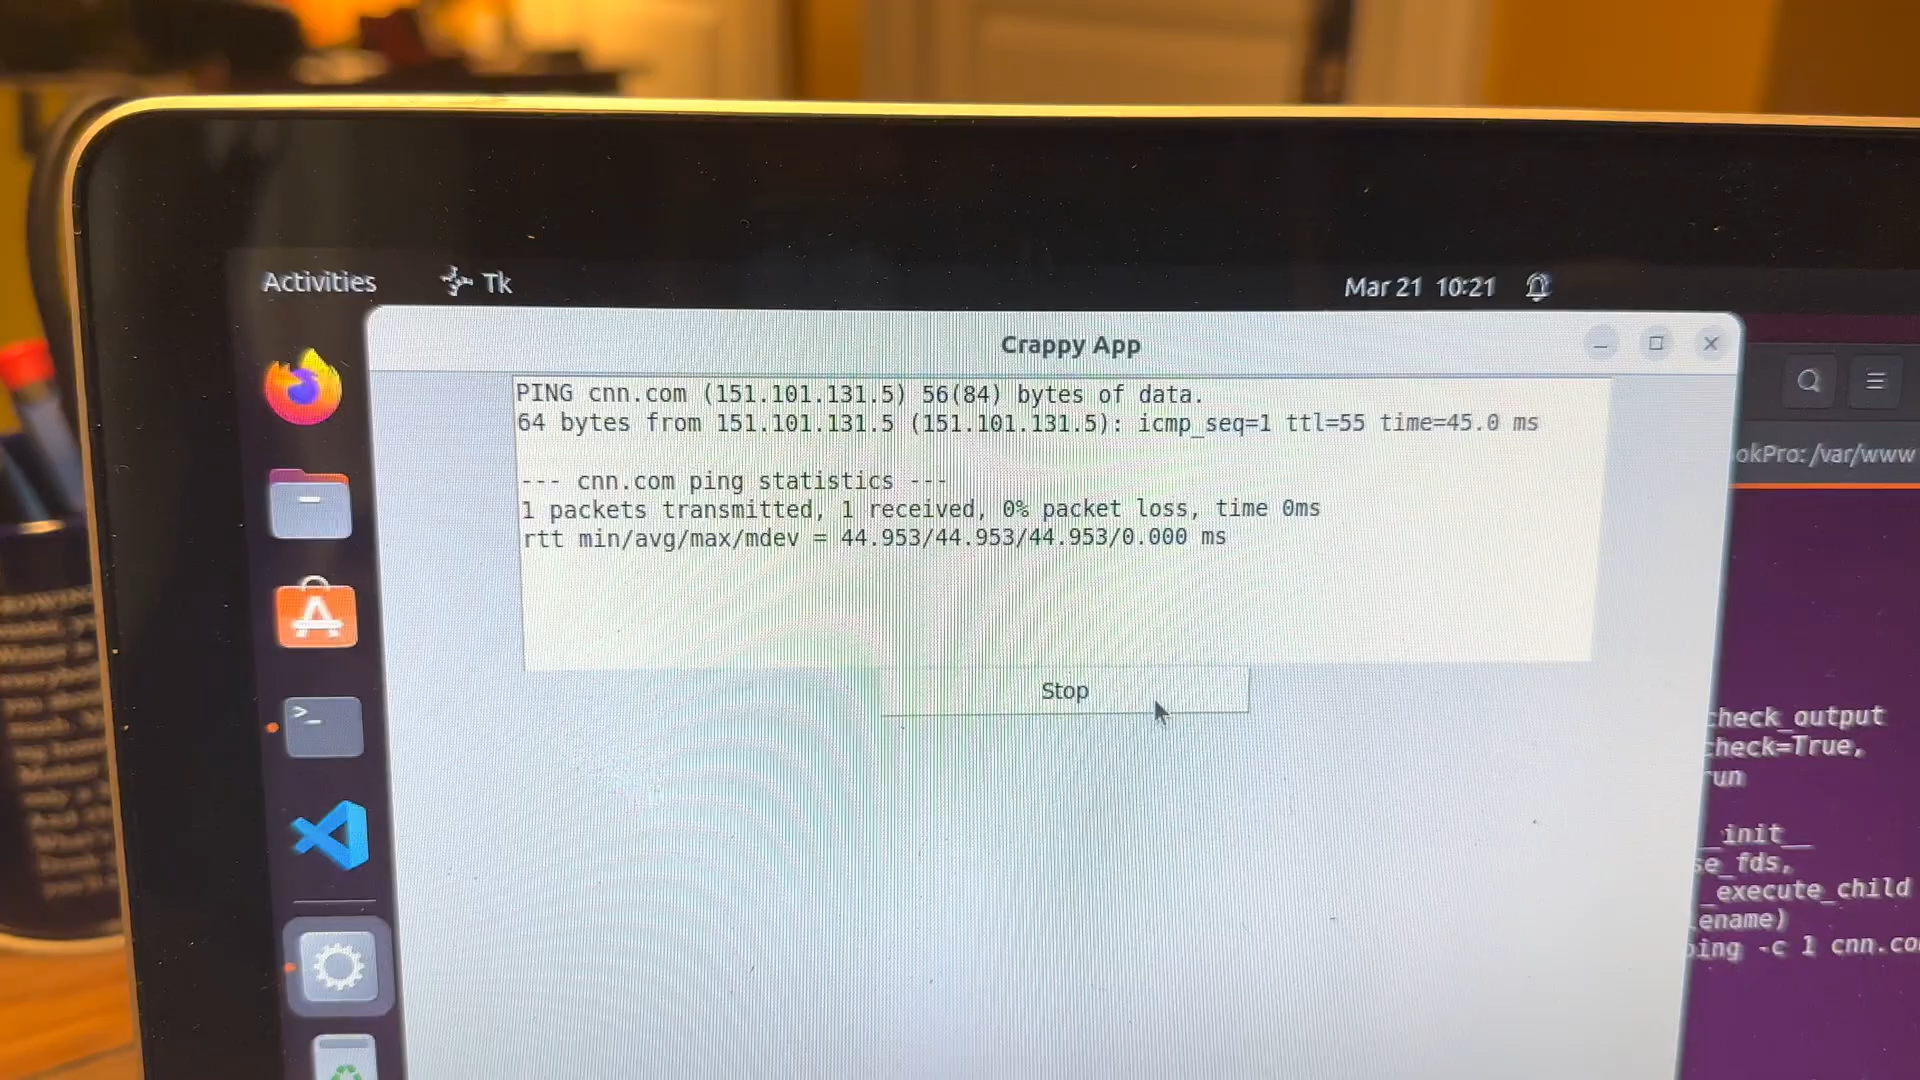 Activities
Tk
Mar 21 10:21
Crappy App
PING cnn.com (151.101.131.5) 56(84) bytes of data.
64 bytes from 151.101.131.5 (151.101.131.5): icmp_seq=1 ttl=55 time=45.0 ms
--- cnn.com ping statistics ---
1 packets transmitted, 1 received, 0% packet loss, time 0ms
rtt min/avg/max/mdev = 44.953/44.953/44.953/0.000 ms
Stop
okPro: /var/www
check_output
check=True,
run
__init__
se_fds,
_execute_child
ename)
ping -c 1 cnn.co